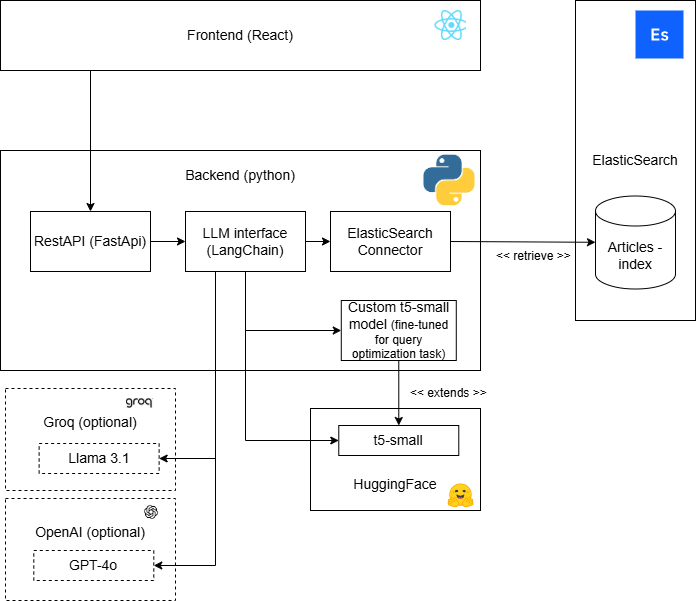 Frontend (React)
Es
ElasticSearch
Backend (python)
RestAPI (FastApi)
LLM interface
(LangChain)
ElasticSearch
Connector
<< retrieve >>
Articles -
index
Custom t5-small
model (fine-tuned
for query
optimization task)
<< extends >>
groq
Groq (optional)
Llama 3.1
t5-small
HuggingFace
OpenAI (optional)
GPT-4o